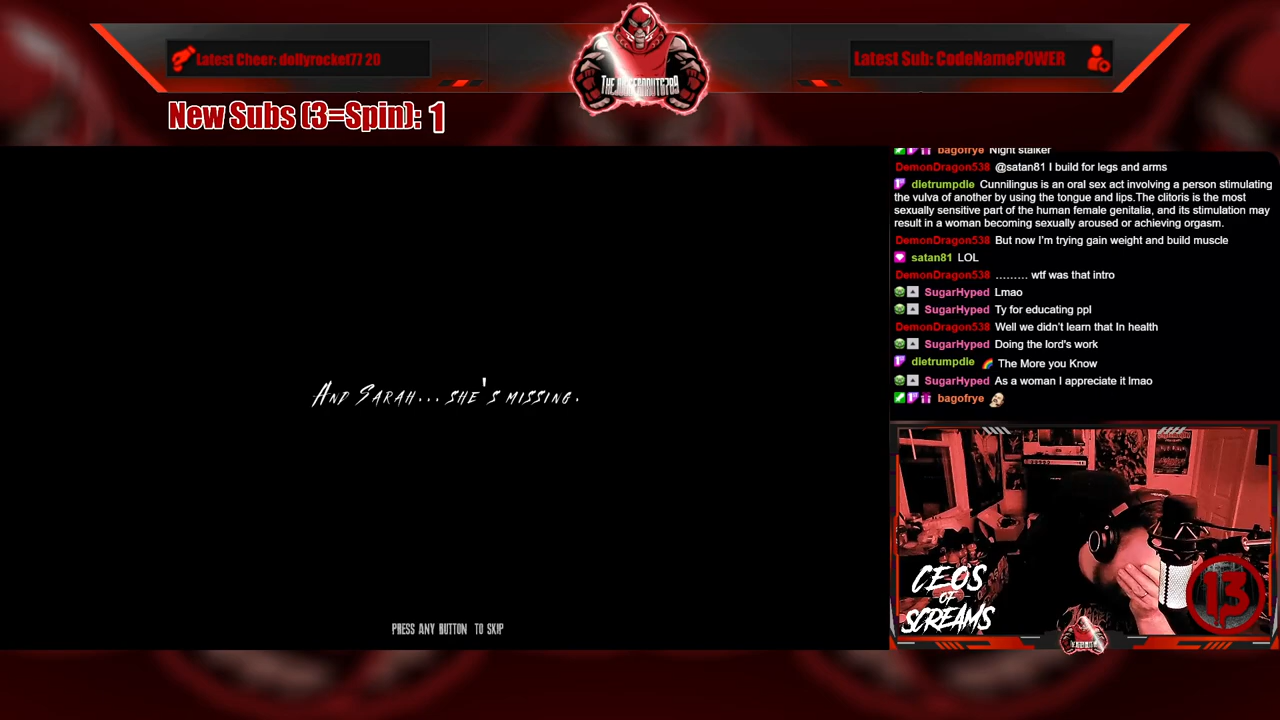 Latest Cheer: dollyrocket77 20
THEJUGGERNAUT6789
Latest Sub: CodeNamePOWER
New Subs (3=Spin): 1
bagofrye Night stalker
DemonDragon538 @satan81 I build for legs and arms
dietrumpdie Cunnilingus is an oral sex act involving a person stimulating
the vulva of another by using the tongue and lips.The clitoris is the most
sexually sensitive part of the human female genitalia, and its stimulation may
result in a woman becoming sexually aroused or achieving orgasm.
DemonDragon538 But now I'm trying gain weight and build muscle
satan81 LOL
DemonDragon538 ......... wtf was that intro
SugarHyped Lmao
SugarHyped Ty for educating ppl
DemonDragon538 Well we didn't learn that In health
SugarHyped Doing the lord's work
dietrumpdie The More you Know
SugarHyped As a woman I appreciate it lmao
bagofrye
And Sarah... she's missing.
PRESS ANY BUTTON TO SKIP
CEOS
OF
SCREAMS
13